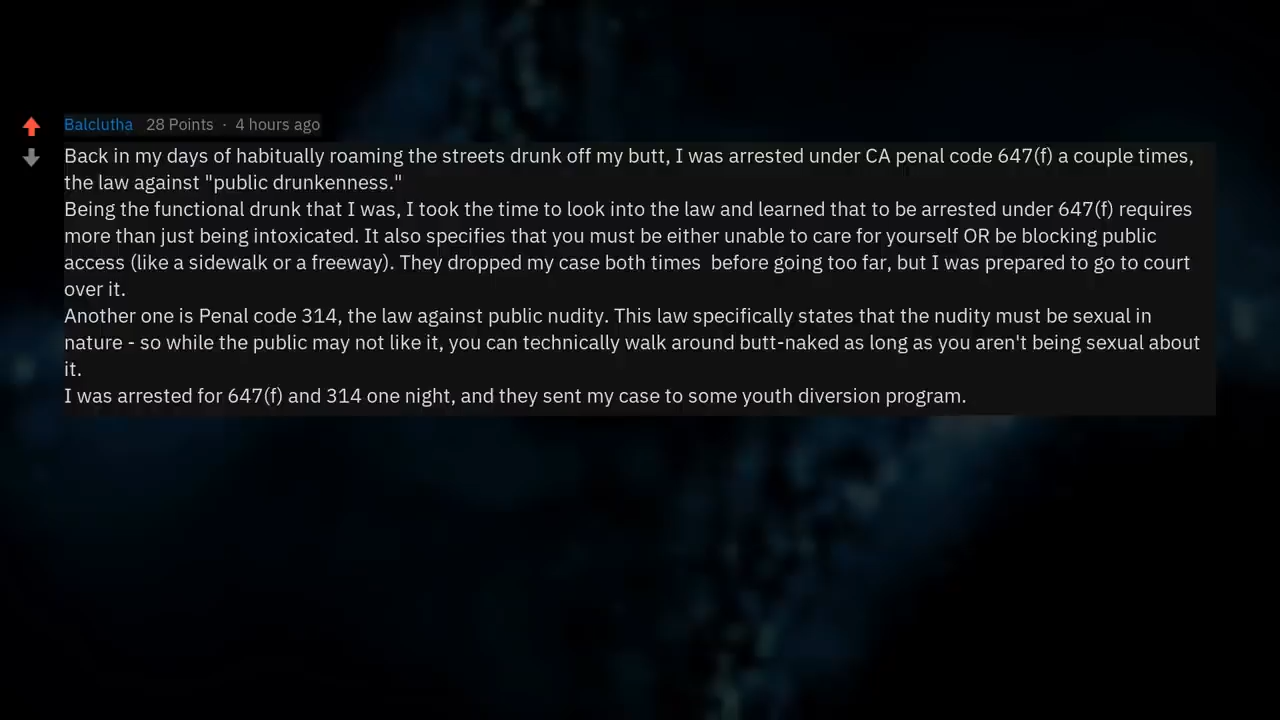 Balclutha 28 Points · 4 hours ago
Back in my days of habitually roaming the streets drunk off my butt, I was arrested under CA penal code 647(f) a couple times,
the law against "public drunkenness."
Being the functional drunk that I was, I took the time to look into the law and learned that to be arrested under 647(f) requires
more than just being intoxicated. It also specifies that you must be either unable to care for yourself OR be blocking public
access (like a sidewalk or a freeway). They dropped my case both times  before going too far, but I was prepared to go to court
over it.
Another one is Penal code 314, the law against public nudity. This law specifically states that the nudity must be sexual in
nature - so while the public may not like it, you can technically walk around butt-naked as long as you aren't being sexual about
it.
I was arrested for 647(f) and 314 one night, and they sent my case to some youth diversion program.